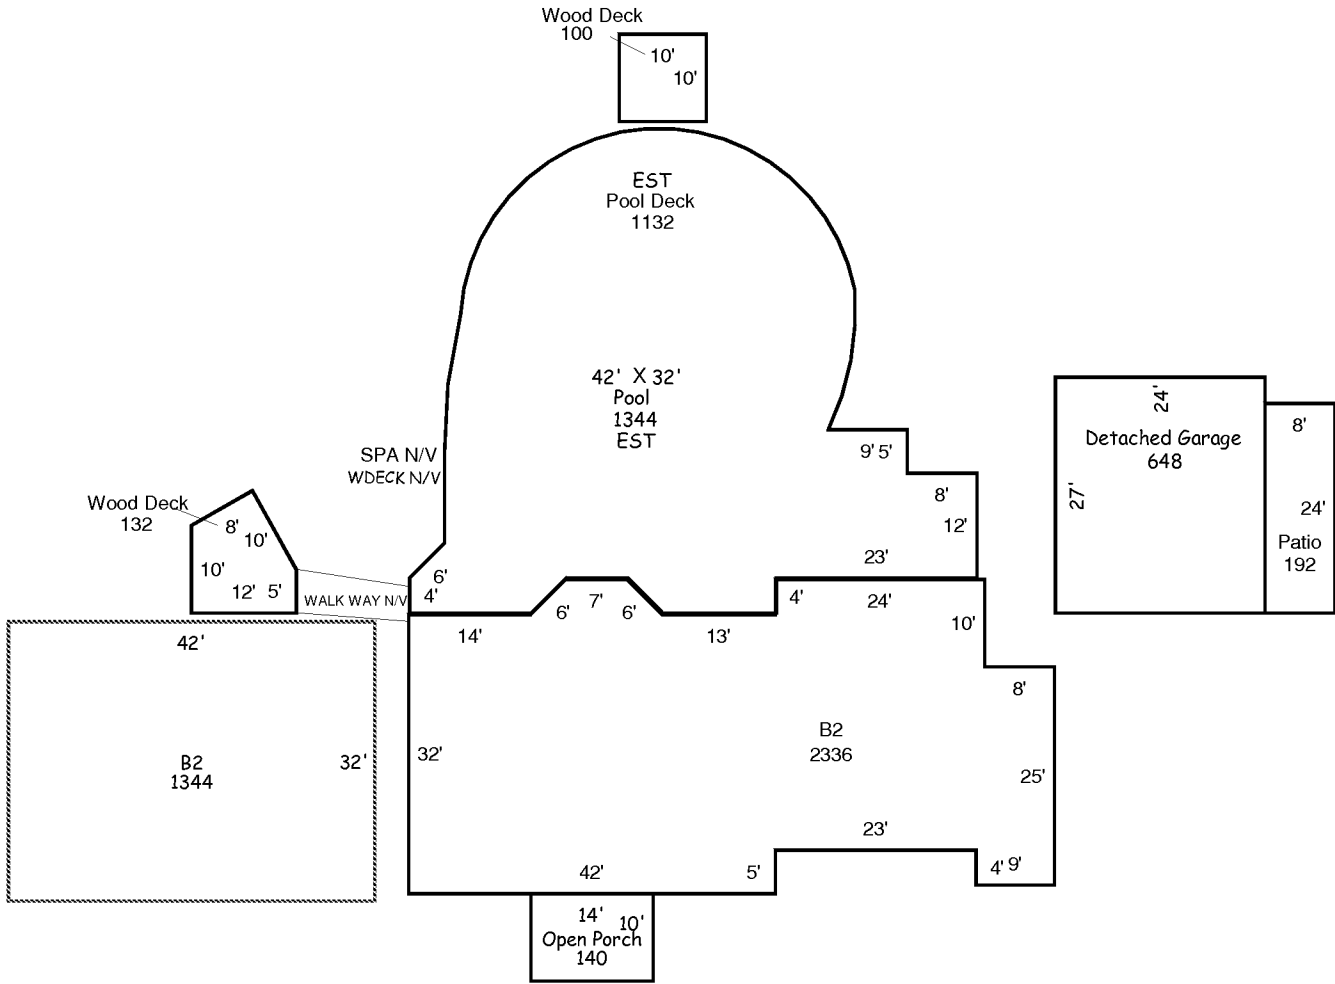 Wood Deck
100
10'
10'
EST
Pool Deck
1132
42' X 32'
Pool
1344
EST
SPA N/V
WDECK N/V
9' 5'
8'
12'
23'
6'
4'
Wood Deck
132
8'
10'
10'
12' 5'
WALK WAY N/V
24'
Detached Garage
648
27'
8'
24'
Patio
192
42'
32'
B2
1344
14'
6'
7'
6'
13'
4'
24'
10'
8'
32'
B2
2336
25'
23'
4' 9'
42'
5'
14'
10'
Open Porch
140